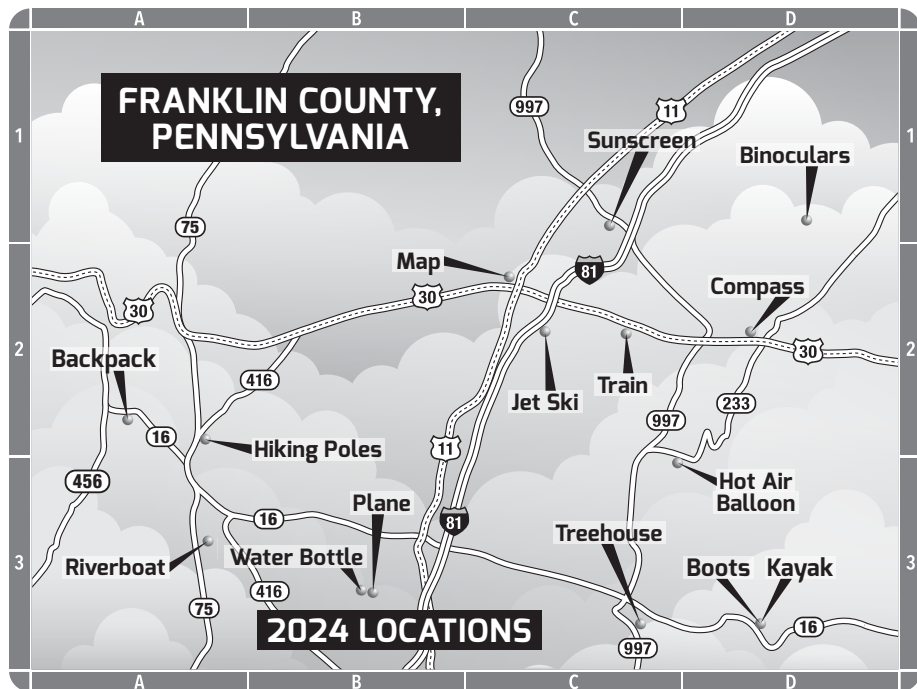 A B C D
FRANKLIN COUNTY,
PENNSYLVANIA
997
11
1
1
Sunscreen
Binoculars
75
Map
81
30
Compass
30
2
2
30
Backpack
416
Jet Ski
Train
233
997
16
Hiking Poles
11
456
Hot Air
Balloon
Plane
16
81
Treehouse
Water Bottle
3
3
Riverboat
Boots
Kayak
416
75
2024 LOCATIONS
16
997
A B C D